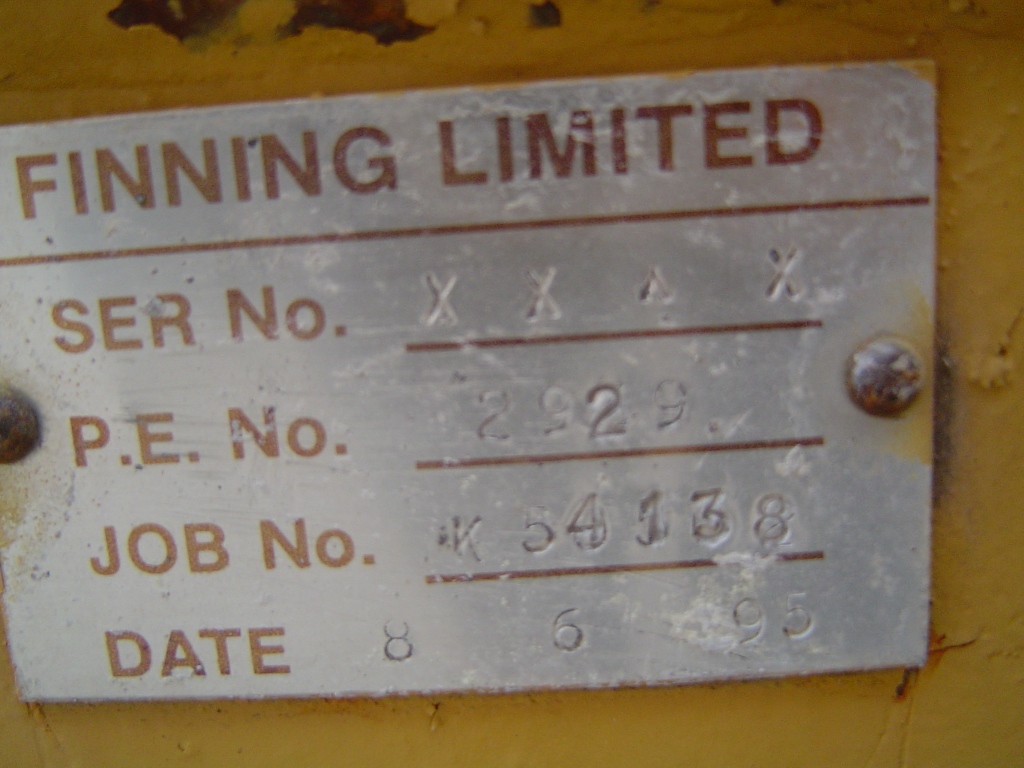 FINNING LIMITED
SER No. X X X X
P.E. No. 2929.
JOB No. K 54138
DATE 8 6 95